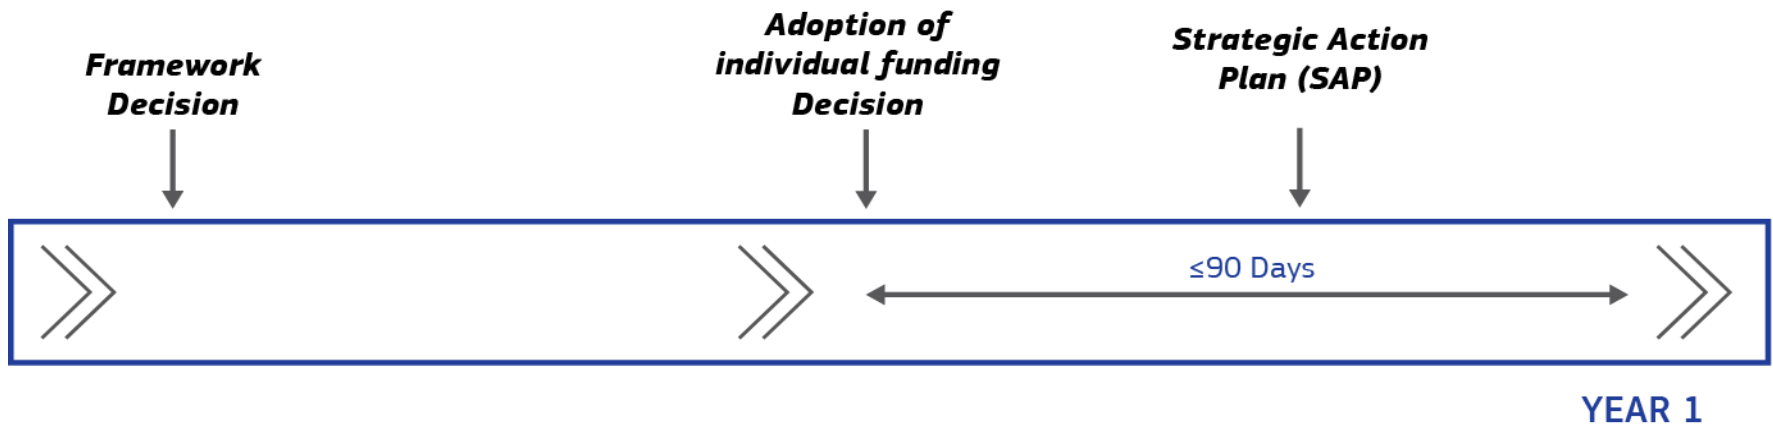 Framework
Decision
Adoption of
individual funding
Decision
Strategic Action
Plan (SAP)
≤90 Days
YEAR 1